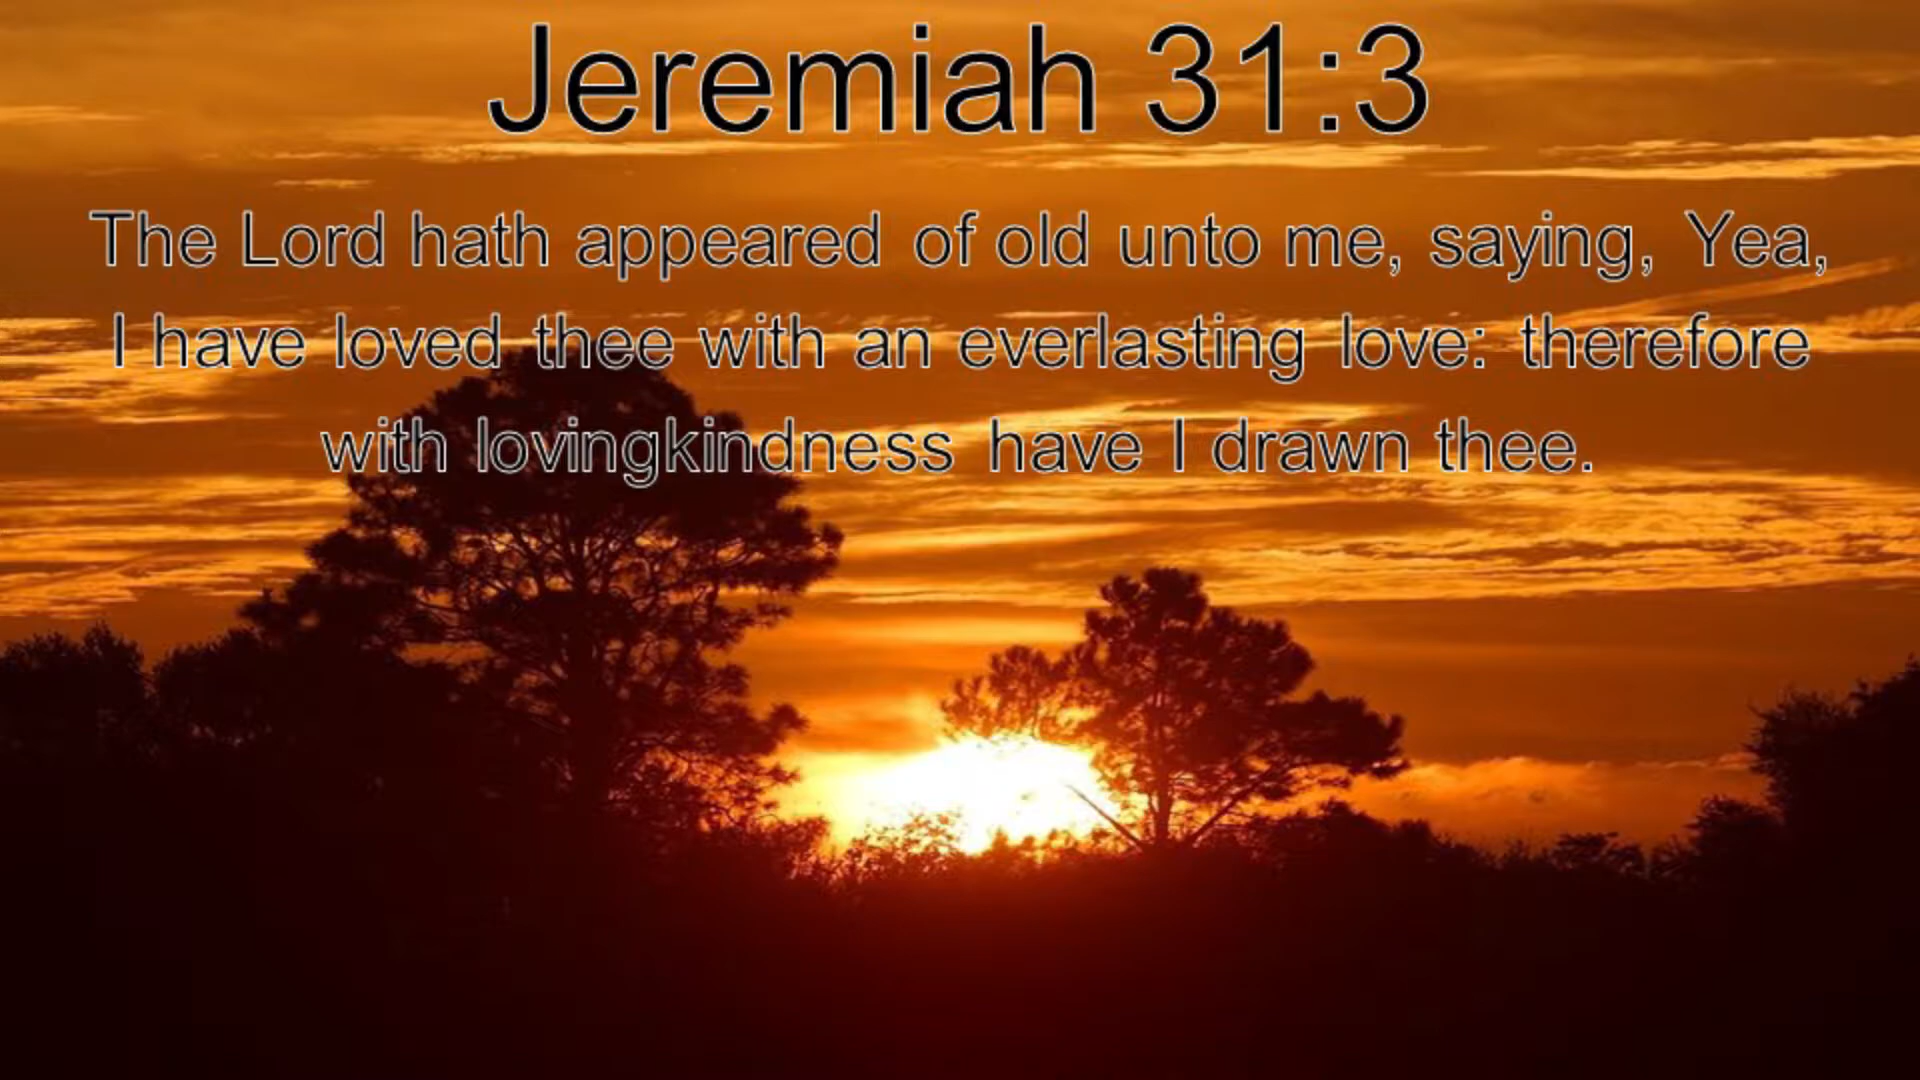 Jeremiah 31:3
The Lord hath appeared of old unto me, saying, Yea,
I have loved thee with an everlasting love: therefore
with lovingkindness have I drawn thee.